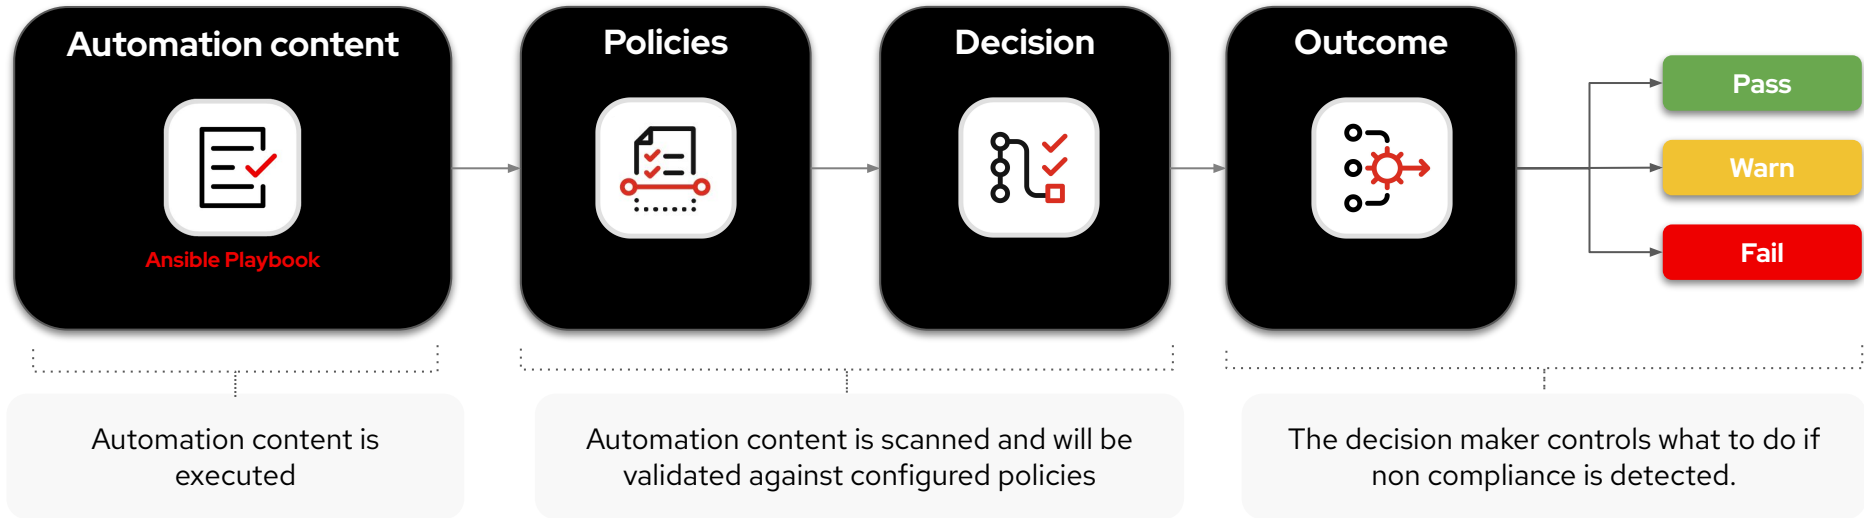 Automation content
Policies
Decision
Outcome
Pass
Warn
Fail
Ansible Playbook
Automation content is
executed
Automation content is scanned and will be
validated against configured policies
The decision maker controls what to do if
non compliance is detected.